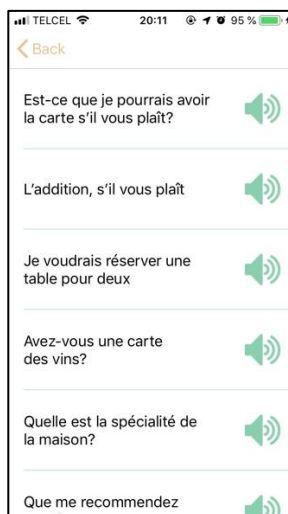 TELCEL 20:11 95 %
Back
Est-ce que je pourrais avoir
la carte s'il vous plaît?
L'addition, s'il vous plaît
Je voudrais réserver une
table pour deux
Avez-vous une carte
des vins?
Quelle est la spécialité de
la maison?
Que me recommendez